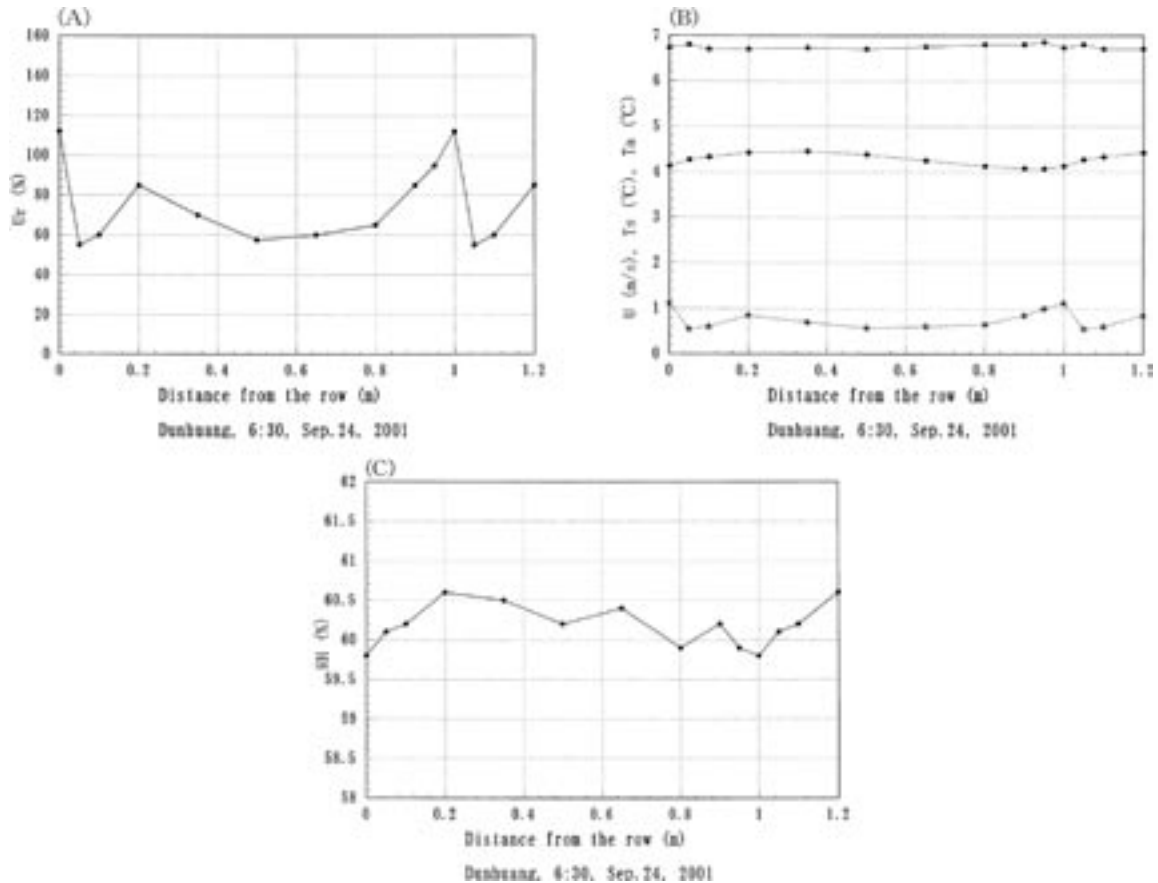 (A)
160
140
120
100
80
60
40
20
0
Ur (%)
0 0.2 0.4 0.6 0.8 1 1.2
Distance from the row (m)
Dunhuang, 6:30, Sep.24, 2001
(B)
7
6
5
4
3
2
1
0
U (m/s), Ts (℃), Ta (℃)
0 0.2 0.4 0.6 0.8 1 1.2
Distance from the row (m)
Dunhuang, 6:30, Sep.24, 2001
(C)
62
61.5
61
60.5
60
59.5
59
58.5
58
RH (%)
0 0.2 0.4 0.6 0.8 1 1.2
Distance from the row (m)
Dunhuang, 6:30, Sep.24, 2001